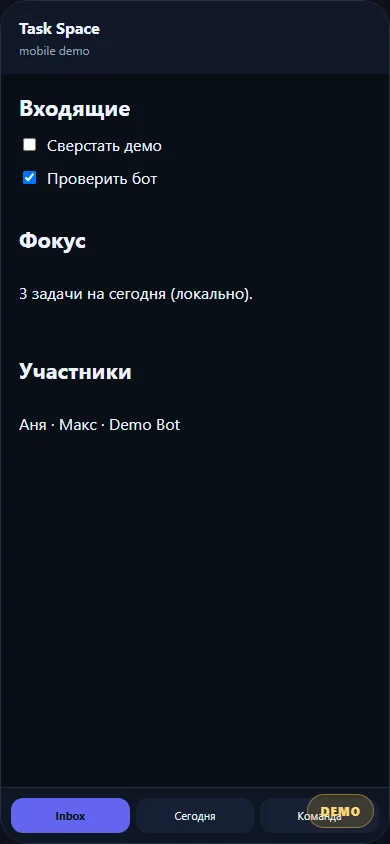 Task Space
mobile demo
Входящие
Сверстать демо
Проверить бот
Фокус
3 задачи на сегодня (локально).
Участники
Аня · Макс · Demo Bot
Inbox
Сегодня
Команда
DEMO